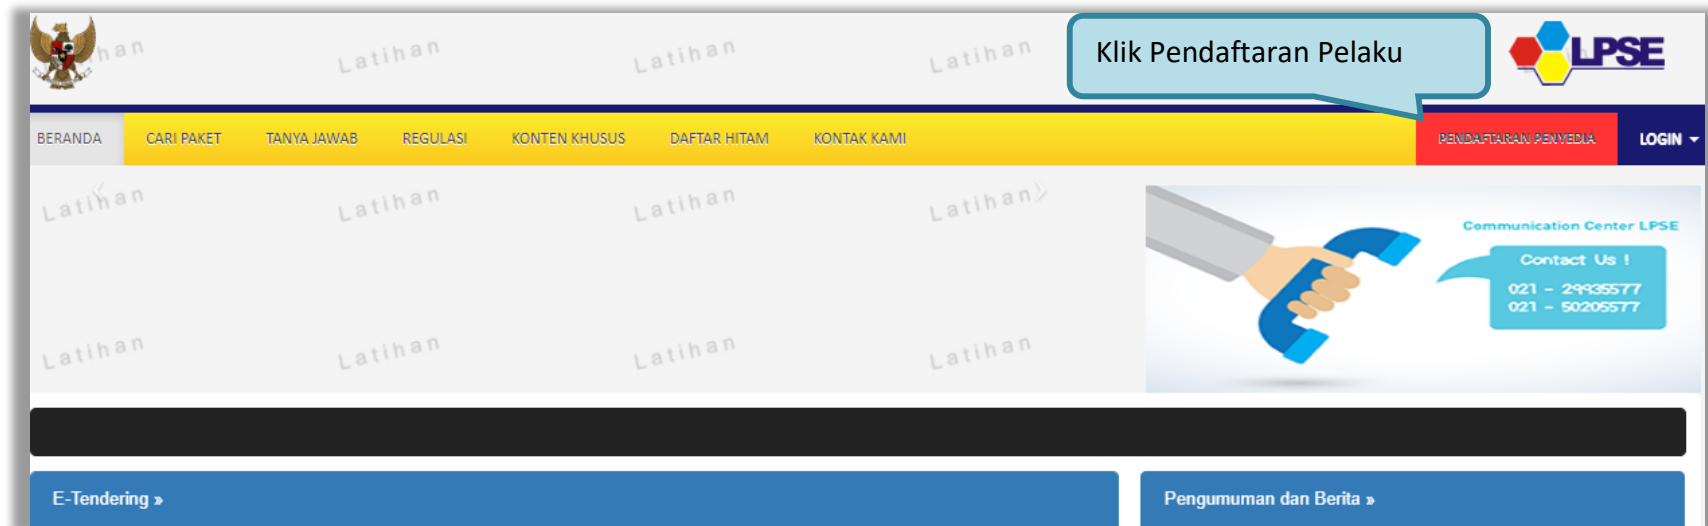 Latihan Latihan Latihan Latihan
Klik Pendaftaran Pelaku
LPSE
BERANDA CARI PAKET TANYA JAWAB REGULASI KONTEN KHUSUS DAFTAR HITAM KONTAK KAMI PENDAFTARAN PENYEDIA LOGIN
Latihan Latihan Latihan Latihan
Communication Center LPSE
Contact Us !
021 - 29935577
021 - 50205577
Latihan Latihan Latihan Latihan
E-Tendering »
Pengumuman dan Berita »